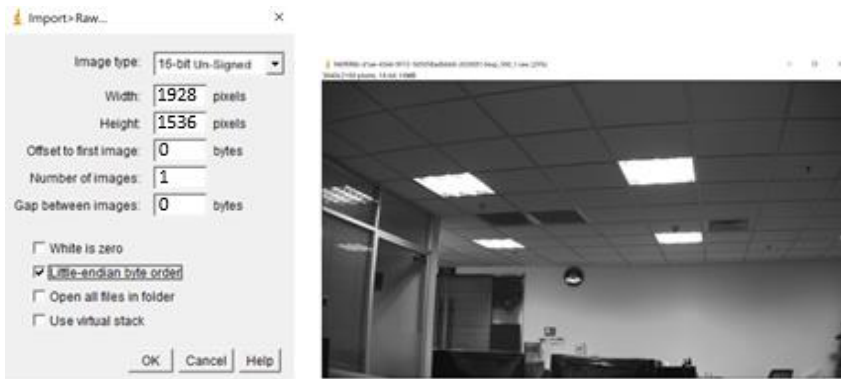 Import>Raw...
Image type: 16-bit Un-Signed
Width: 1928 pixels
Height: 1536 pixels
Offset to first image: 0 bytes
Number of images: 1
Gap between images: 0 bytes
White is zero
Little-endian byte order
Open all files in folder
Use virtual stack
OK Cancel Help